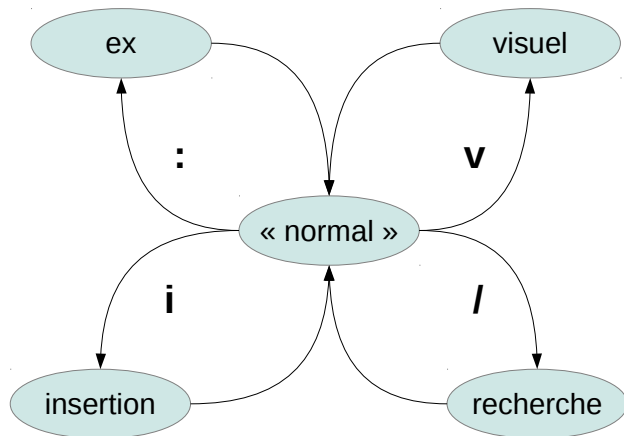 ex
visuel
:
v
« normal »
i
/
insertion
recherche